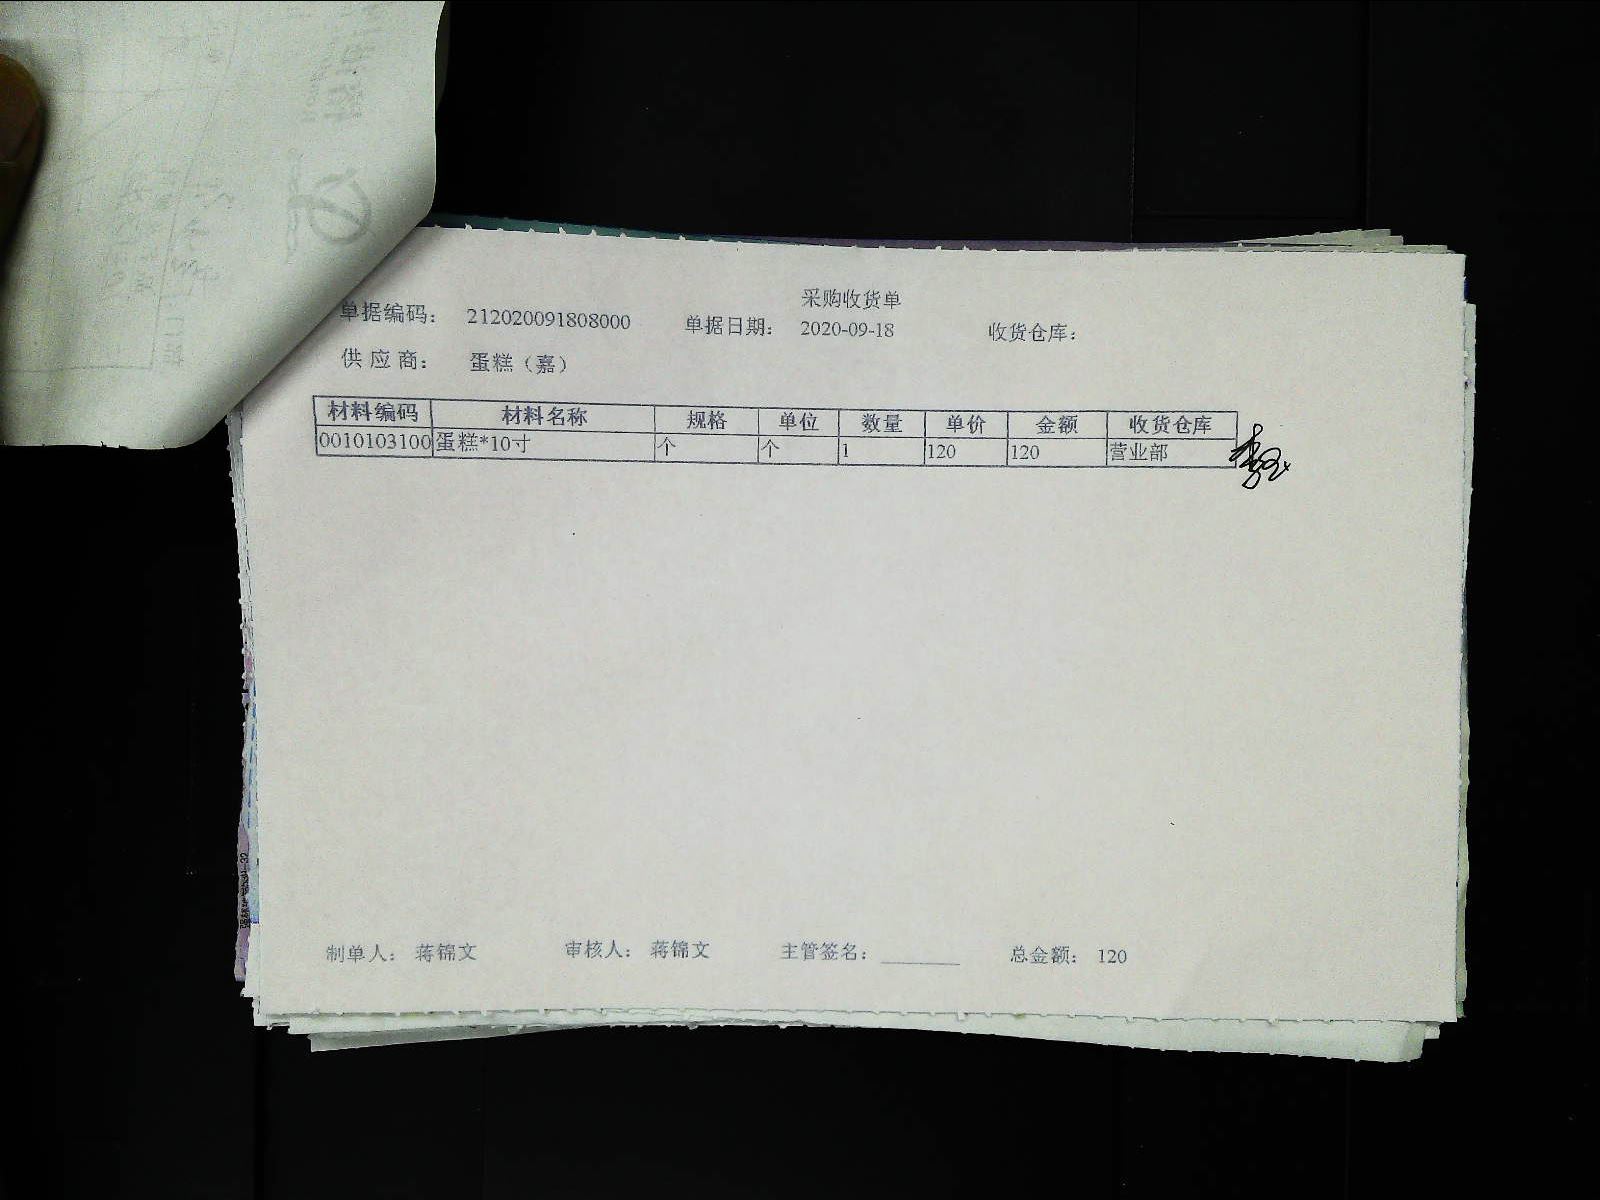 采购收货单
单据编码： 212020091808000 单据日期： 2020-09-18 收货仓库：
供 应 商： 蛋糕（嘉）
材料编码 材料名称 规格 单位 数量 单价 金额 收货仓库
0010103100 蛋糕*10寸 个 个 1 120 120 营业部
制单人： 蒋锦文 审核人： 蒋锦文 主管签名： 总金额： 120